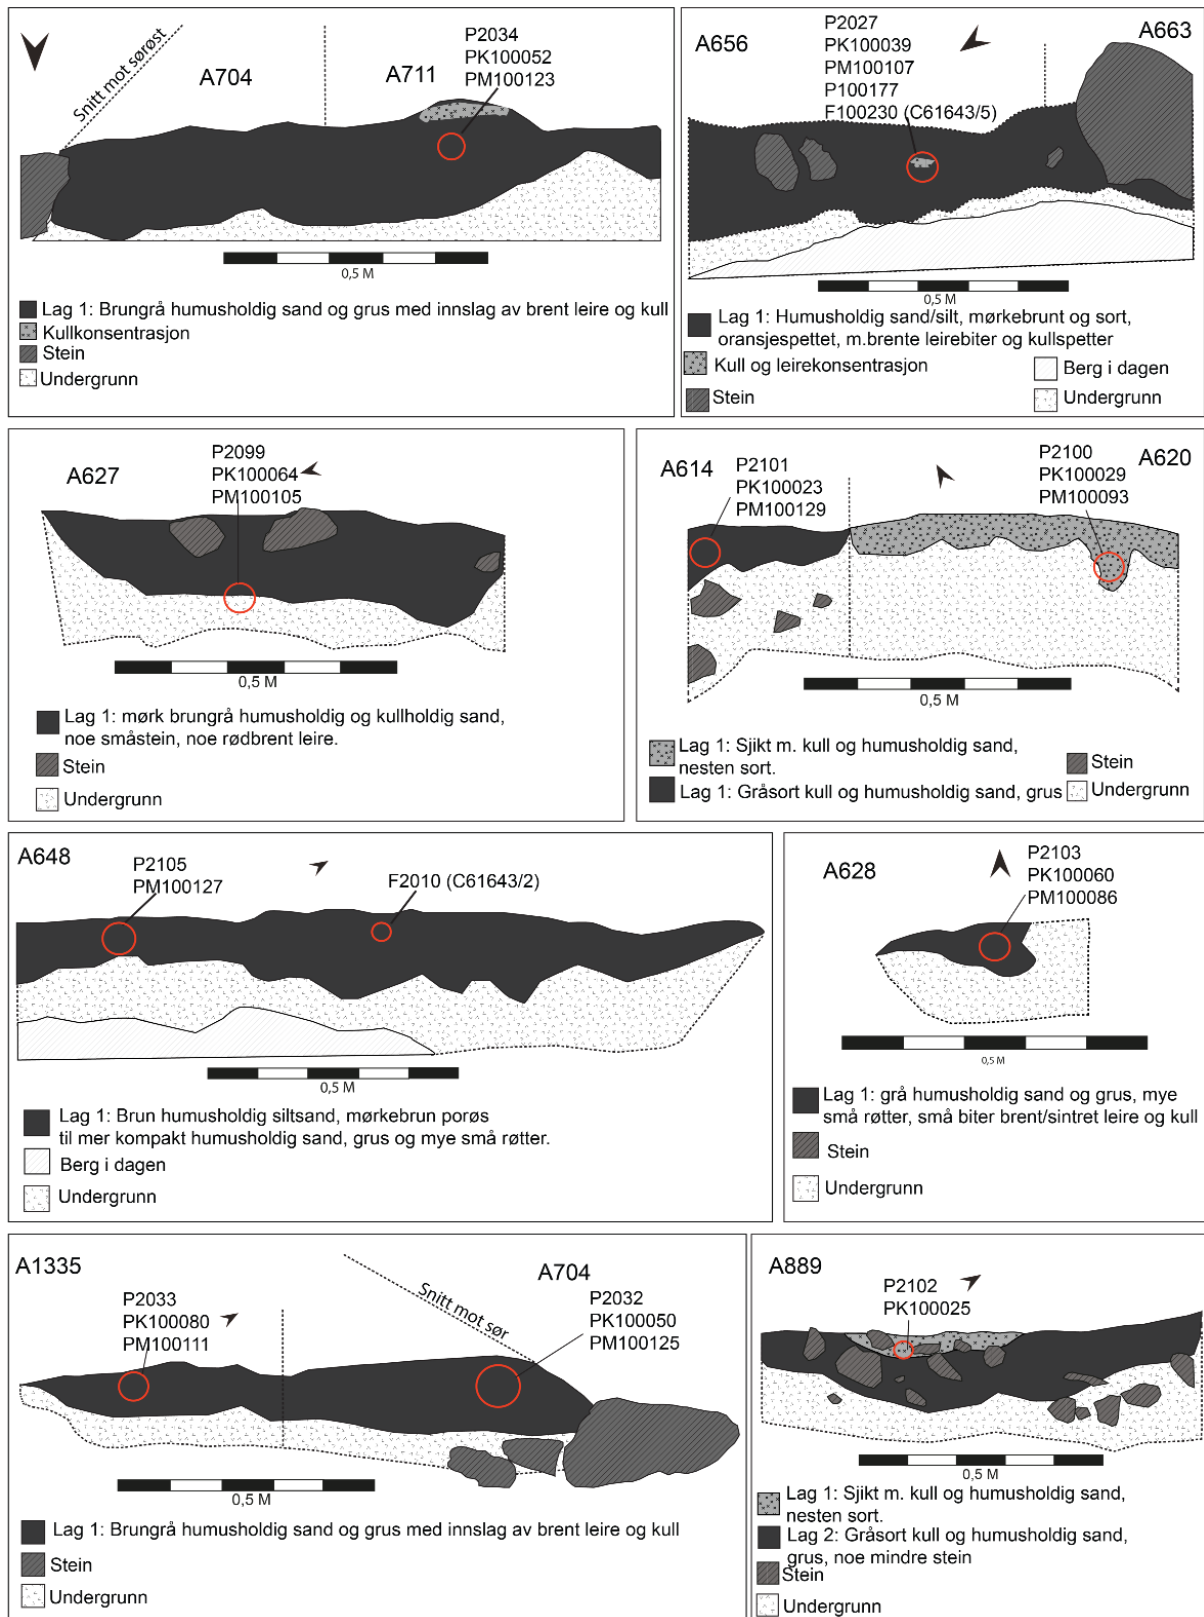 Snitt mot sørøst
A704
A711
P2034
PK100052
PM100123
0,5 M
Lag 1: Brungrå humusholdig sand og grus med innslag av brent leire og kull
Kullkonsentrasjon
Stein
Undergrunn
A656
P2027
PK100039
PM100107
P100177
F100230 (C61643/5)
A663
0,5 M
Lag 1: Humusholdig sand/silt, mørkebrunt og sort,
oransjespettet, m.brente leirebiter og kullspetter
Kull og leirekonsentrasjon
Stein
Berg i dagen
Undergrunn
A627
P2099
PK100064
PM100105
0,5 M
Lag 1: mørk brungrå humusholdig og kullholdig sand,
noe småstein, noe rødbrent leire.
Stein
Undergrunn
A614
P2101
PK100023
PM100129
P2100
PK100029
PM100093
A620
0,5 M
Lag 1: Sjikt m. kull og humusholdig sand,
nesten sort.
Lag 1: Gråsort kull og humusholdig sand, grus
Stein
Undergrunn
A648
P2105
PM100127
F2010 (C61643/2)
0,5 M
Lag 1: Brun humusholdig siltsand, mørkebrun porøs
til mer kompakt humusholdig sand, grus og mye små røtter.
Berg i dagen
Undergrunn
A628
P2103
PK100060
PM100086
0,5 M
Lag 1: grå humusholdig sand og grus, mye
små røtter, små biter brent/sintret leire og kull
Stein
Undergrunn
A1335
P2033
PK100080
PM100111
Snitt mot sør
A704
P2032
PK100050
PM100125
0,5 M
Lag 1: Brungrå humusholdig sand og grus med innslag av brent leire og kull
Stein
Undergrunn
A889
P2102
PK100025
0,5 M
Lag 1: Sjikt m. kull og humusholdig sand,
nesten sort.
Lag 2: Gråsort kull og humusholdig sand,
grus, noe mindre stein
Stein
Undergrunn